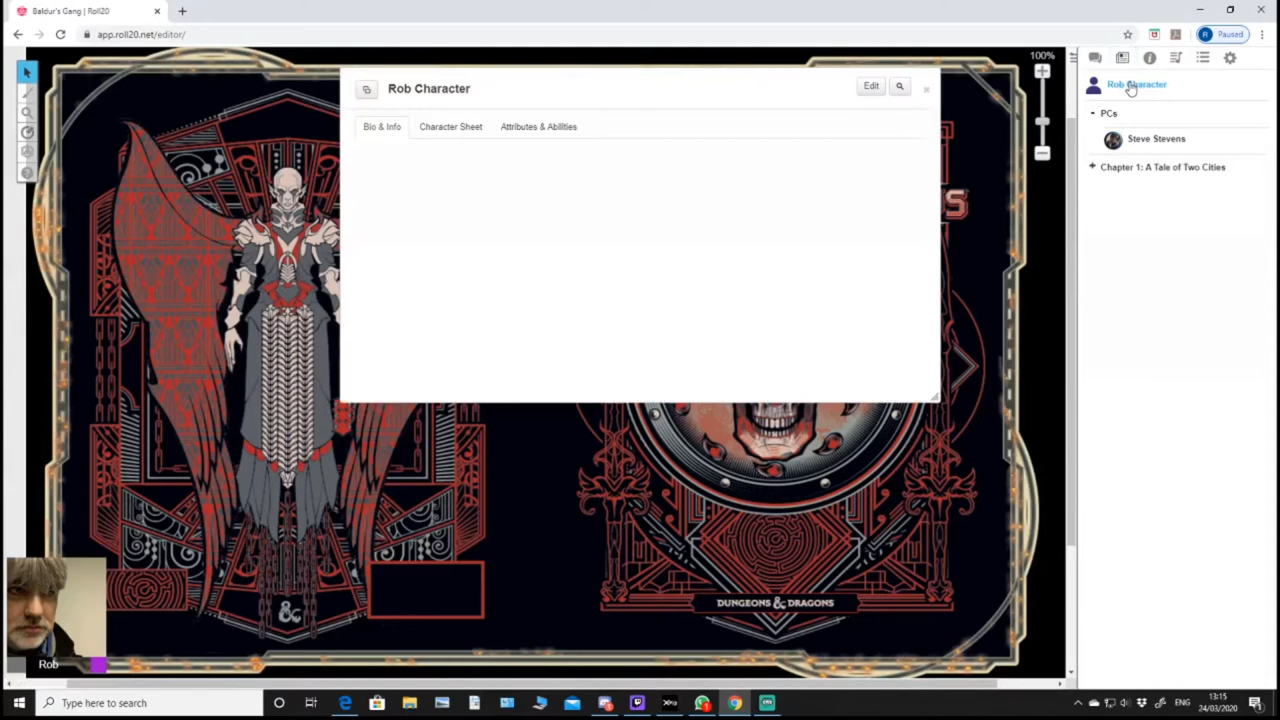 Baldur's Gang | Roll20
app.roll20.net/editor/
R Paused
100%
Rob Character
Edit
Bio & Info
Character Sheet
Attributes & Abilities
Rob Character
PCs
Steve Stevens
Chapter 1: A Tale of Two Cities
S
&
DUNGEONS & DRAGONS
Rob
Type here to search
ENG
13:15
24/03/2020